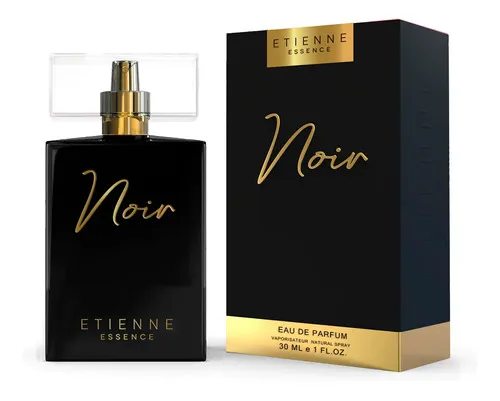 Noir
ETIENNE
ESSENCE
ETIENNE
ESSENCE
Noir
EAU DE PARFUM
VAPORISATEUR NATURAL SPRAY
30 ML e 1 FL.OZ.